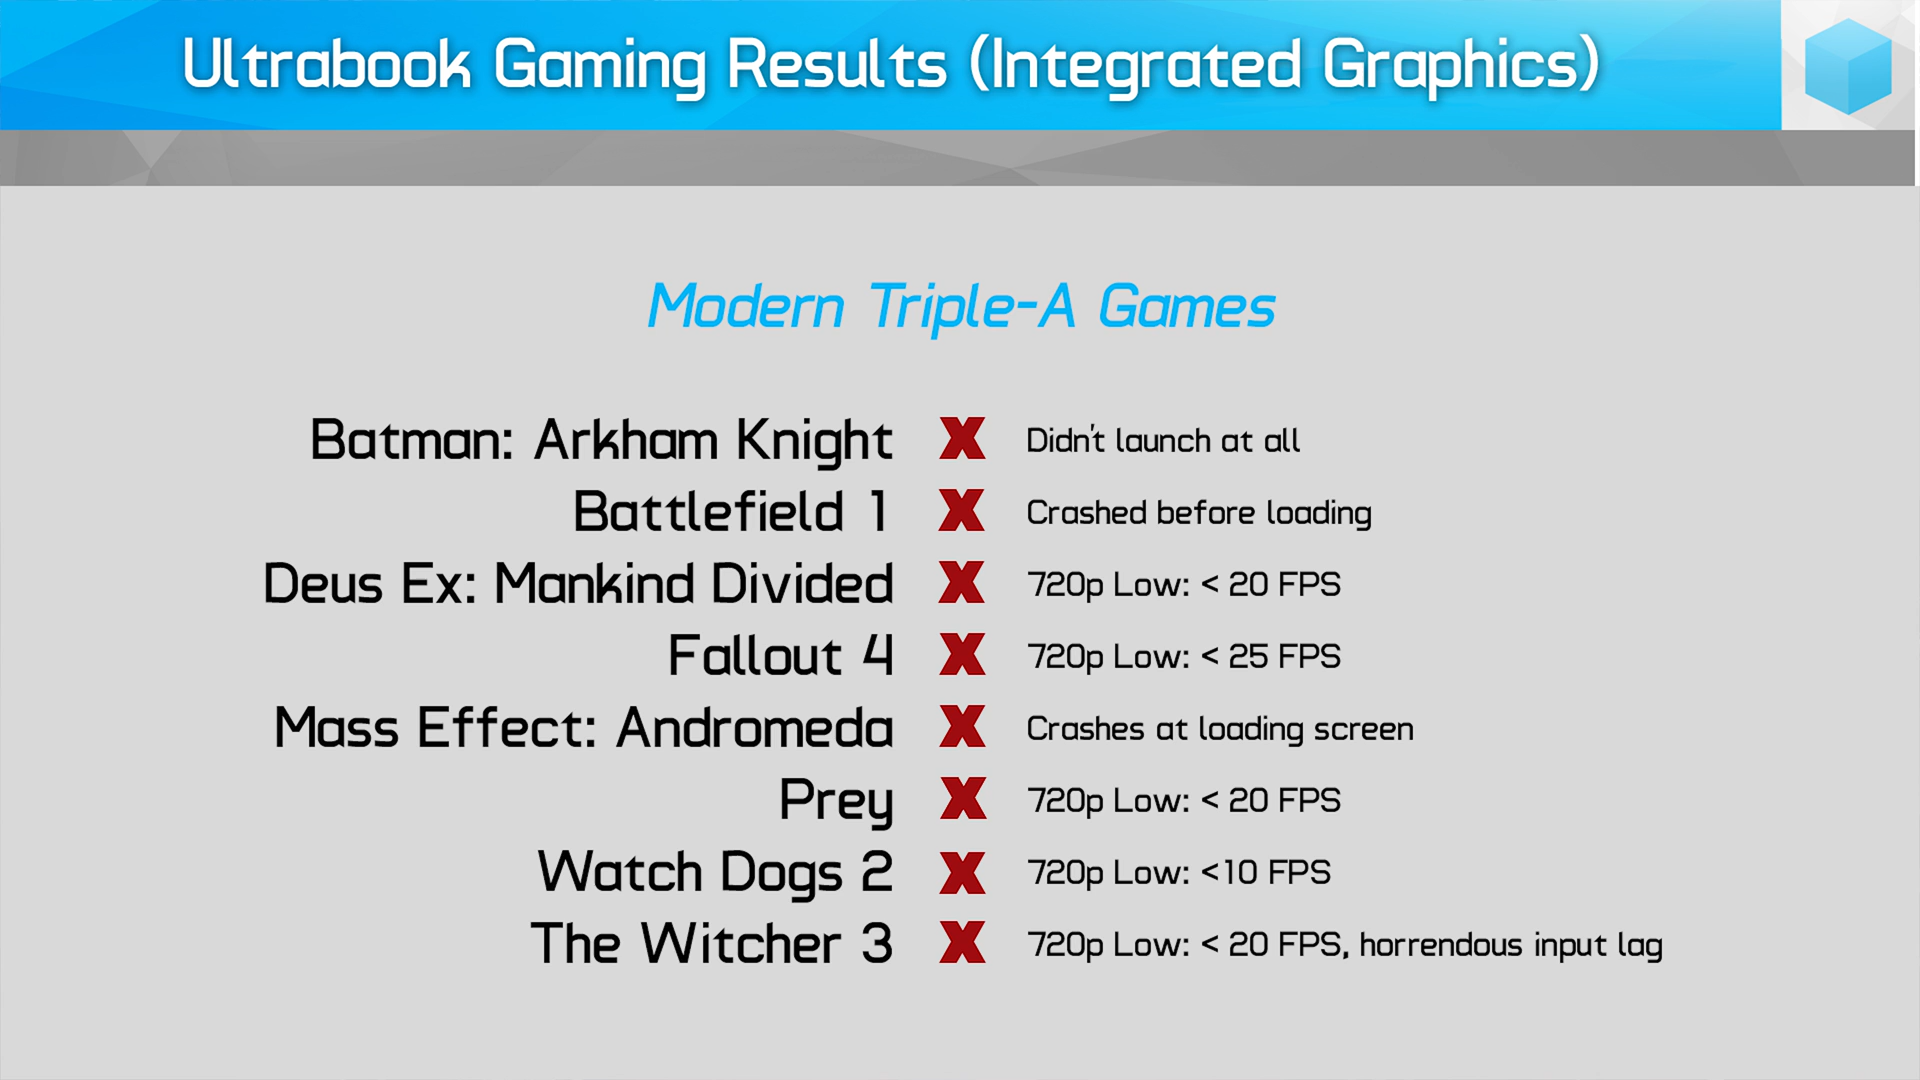 Ultrabook Gaming Results (Integrated Graphics)
Modern Triple-A Games
Batman: Arkham Knight X Didn't launch at all
Battlefield 1 X Crashed before loading
Deus Ex: Mankind Divided X 720p Low: < 20 FPS
Fallout 4 X 720p Low: < 25 FPS
Mass Effect: Andromeda X Crashes at loading screen
Prey X 720p Low: < 20 FPS
Watch Dogs 2 X 720p Low: <10 FPS
The Witcher 3 X 720p Low: < 20 FPS, horrendous input lag